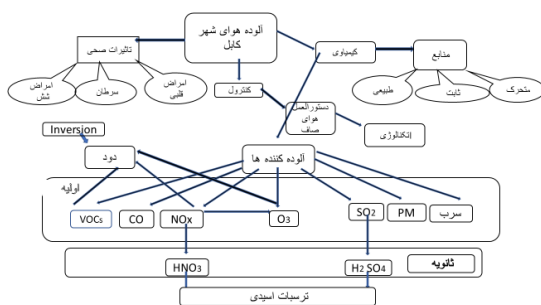 آلوده هوای شهر
کابل
تاثیرات صحی
کیمیاوی
منابع
امراض
شش
سرطان
امراض
قلبی
کنترول
طبیعی
ثابت
متحرک
دستورالعمل
هوای
صاف
تکنالوژی
Inversion
دود
آلوده کننده ها
اولیه
VOCs
CO
NOx
O3
SO2
PM
سرب
ثانویه
HNO3
H2 SO4
ترسبات اسیدی